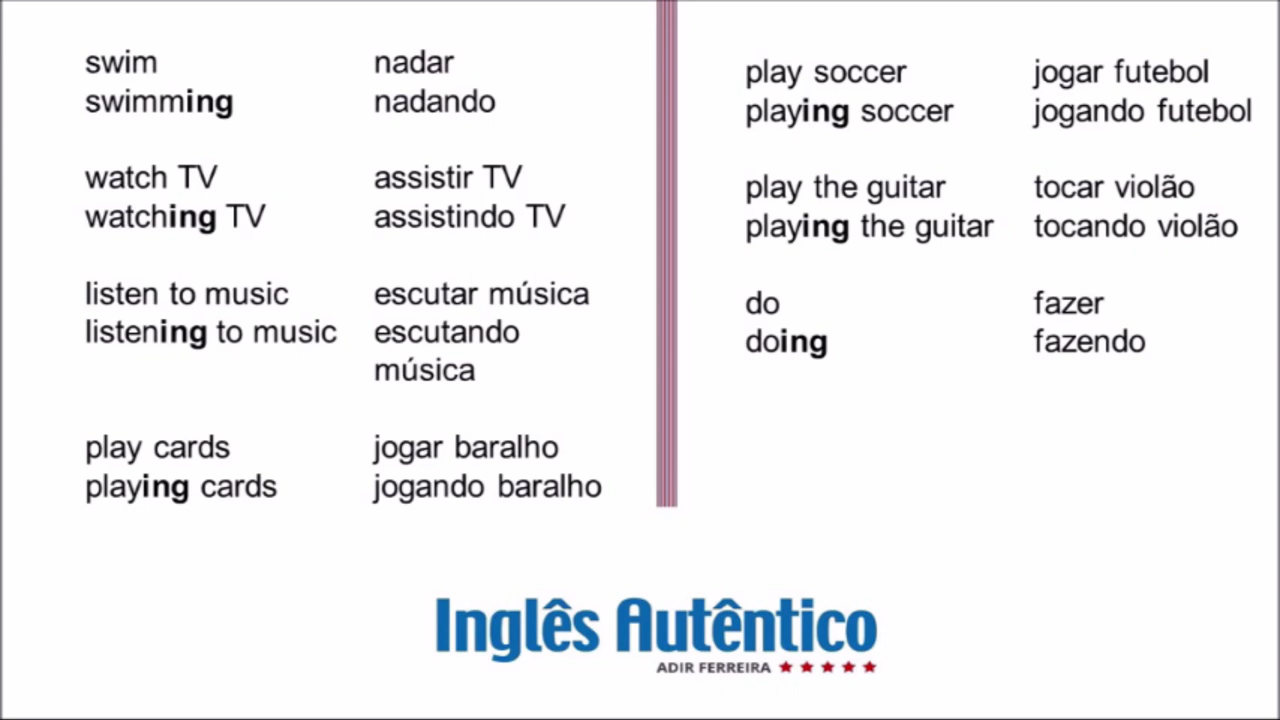 swim nadar
swimming nadando
watch TV assistir TV
watching TV assistindo TV
listen to music escutar música
listening to music escutando
música
play cards jogar baralho
playing cards jogando baralho
play soccer jogar futebol
playing soccer jogando futebol
play the guitar tocar violão
playing the guitar tocando violão
do fazer
doing fazendo
Inglês Autêntico
ADIR FERREIRA ★★★★★